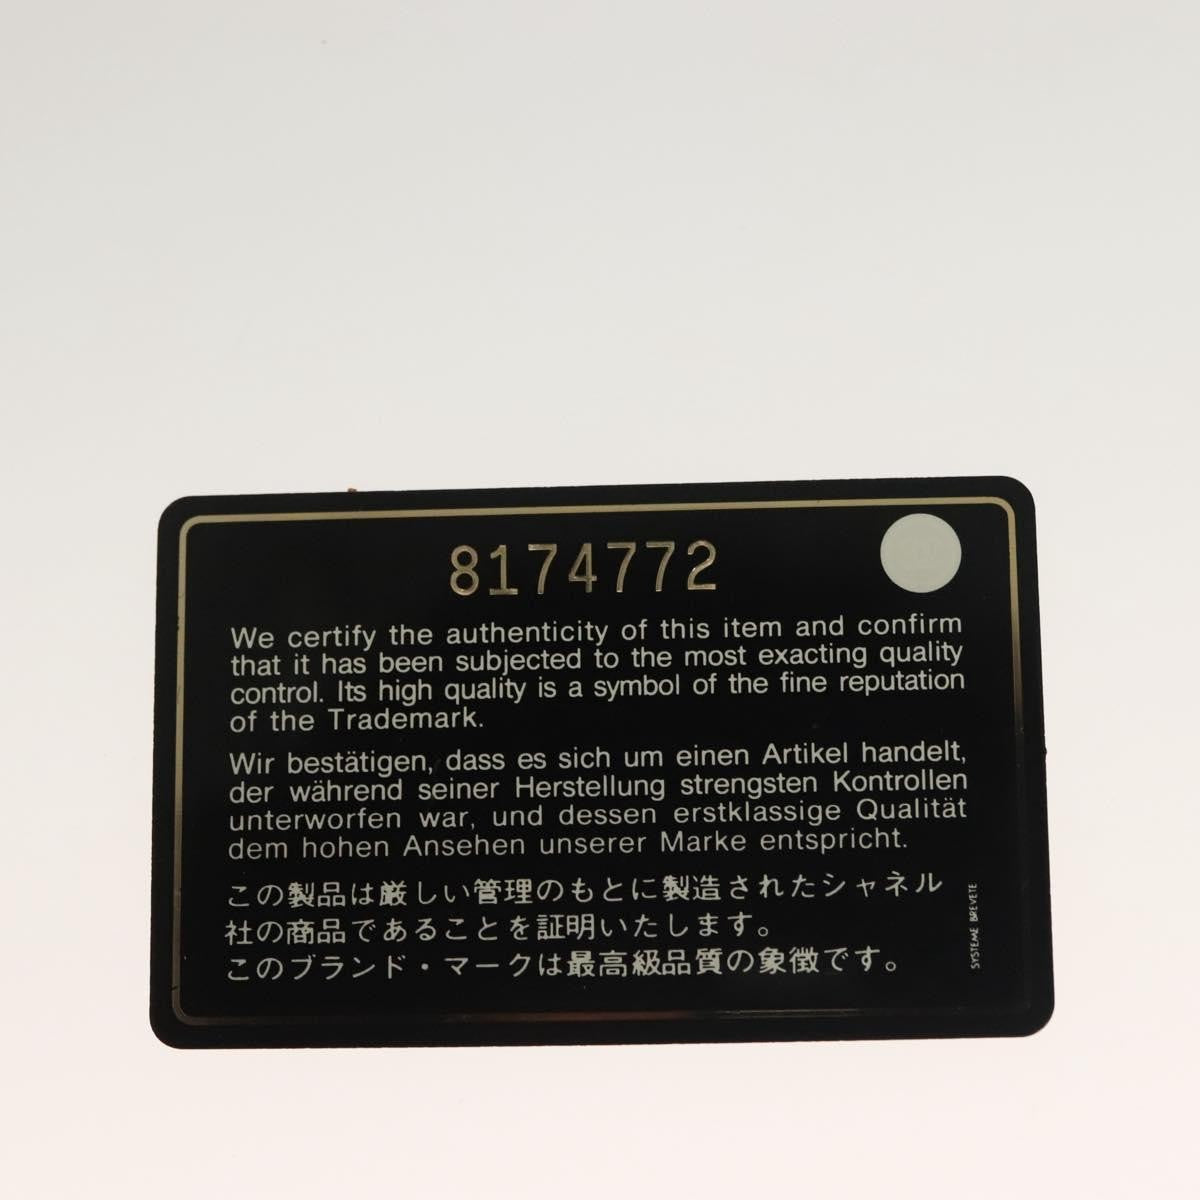 8174772
We certify the authenticity of this item and confirm
that it has been subjected to the most exacting quality
control. Its high quality is a symbol of the fine reputation
of the Trademark.
Wir bestätigen, dass es sich um einen Artikel handelt,
der während seiner Herstellung strengsten Kontrollen
unterworfen war, und dessen erstklassige Qualität
dem hohen Ansehen unserer Marke entspricht.
この製品は厳しい管理のもとに製造されたシャネル
社の商品であることを証明いたします。
このブランド・マークは最高級品質の象徴です。
SYSTEME BREVETE